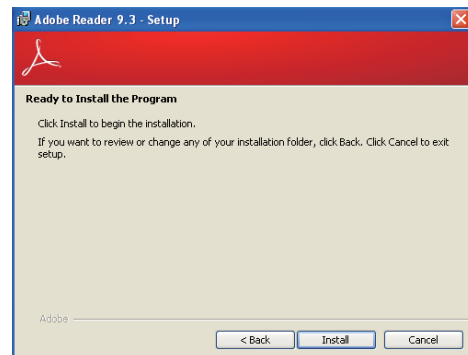 Adobe Reader 9.3 - Setup
Ready to Install the Program
Click Install to begin the installation.
If you want to review or change any of your installation folder, click Back. Click Cancel to exit
setup.
Adobe
< Back Install Cancel